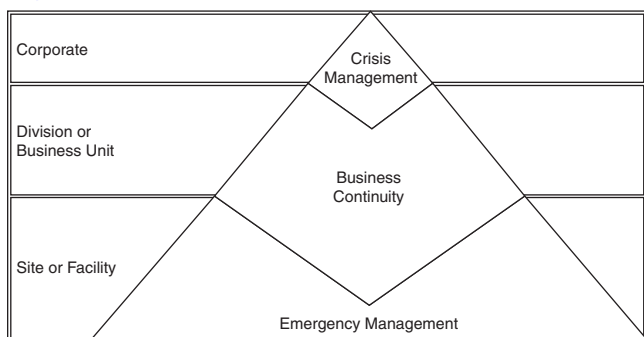 Corporate
Crisis
Management
Division or
Business Unit
Business
Continuity
Site or Facility
Emergency Management